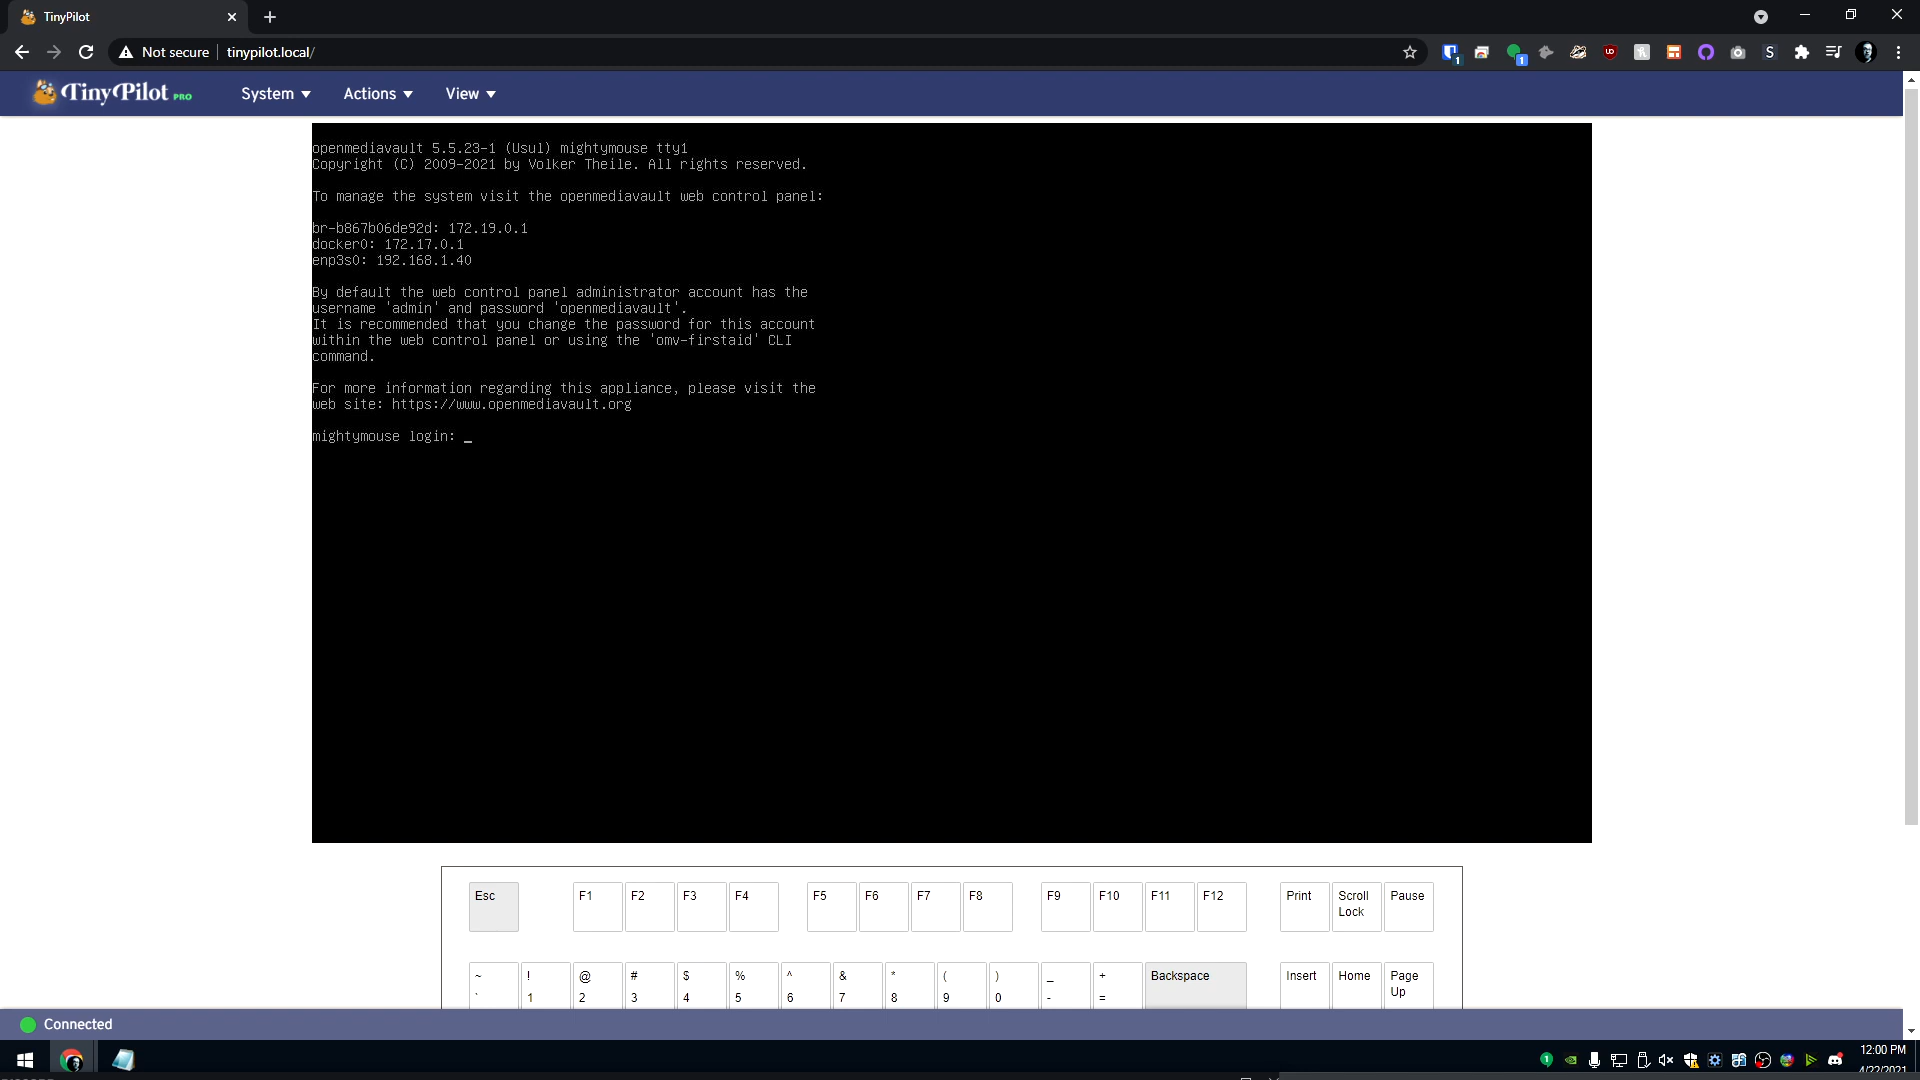 TinyPilot
Not secure
tinypilot.local/
1
1
S
TinyPilot PRO
System
Actions
View
openmediavault 5.5.23-1 (Usul) mightymouse tty1
Copyright (C) 2009-2021 by Volker Theile. All rights reserved.
To manage the system visit the openmediavault web control panel:
br-b867b06de92d: 172.19.0.1
docker0: 172.17.0.1
enp3s0: 192.168.1.40
By default the web control panel administrator account has the
username 'admin' and password 'openmediavault'.
It is recommended that you change the password for this account
within the web control panel or using the 'omv-firstaid' CLI
command.
For more information regarding this appliance, please visit the
web site: https://www.openmediavault.org
mightymouse login: _
Esc F1 F2 F3 F4 F5 F6 F7 F8 F9 F10 F11 F12 Print Scroll Pause
Lock
~ ! @ # $ % ^ & * ( ) _ + Backspace Insert Home Page
` 1 2 3 4 5 6 7 8 9 0 - = Up
Connected
12:00 PM
4/22/2021